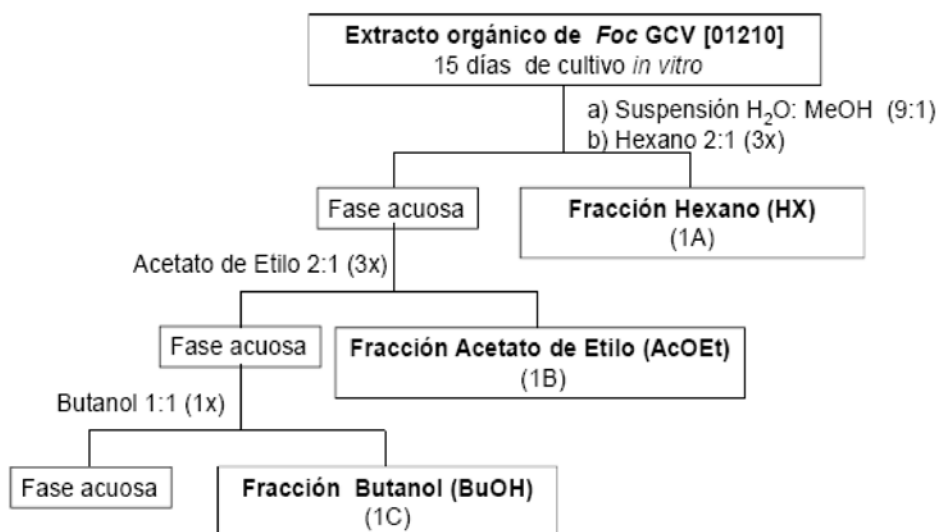 Extracto orgánico de Foc GCV [01210]
15 días de cultivo in vitro
a) Suspensión H₂O: MeOH (9:1)
b) Hexano 2:1 (3x)
Fase acuosa
Fracción Hexano (HX)
(1A)
Acetato de Etilo 2:1 (3x)
Fase acuosa
Fracción Acetato de Etilo (AcOEt)
(1B)
Butanol 1:1 (1x)
Fase acuosa
Fracción Butanol (BuOH)
(1C)